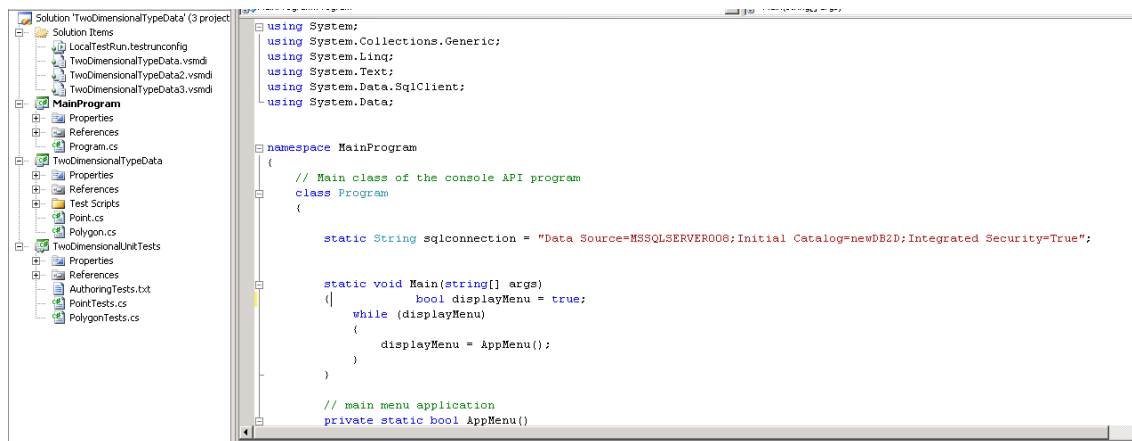 Solution 'TwoDimensionalTypeData' (3 project
Solution Items
LocalTestRun.testrunconfig
TwoDimensionalTypeData.vsmdi
TwoDimensionalTypeData2.vsmdi
TwoDimensionalTypeData3.vsmdi
MainProgram
Properties
References
Program.cs
TwoDimensionalTypeData
Properties
References
Test Scripts
Point.cs
Polygon.cs
TwoDimensionalUnitTests
Properties
References
AuthoringTests.txt
PointTests.cs
PolygonTests.cs
using System;
using System.Collections.Generic;
using System.Linq;
using System.Text;
using System.Data.SqlClient;
using System.Data;
namespace MainProgram
{
// Main class of the console API program
class Program
{
static String sqlconnection = "Data Source=MSSQLSERVER008;Initial Catalog=newDB2D;Integrated Security=True";
static void Main(string[] args)
{ bool displayMenu = true;
while (displayMenu)
{
displayMenu = AppMenu();
}
}
// main menu application
private static bool AppMenu()